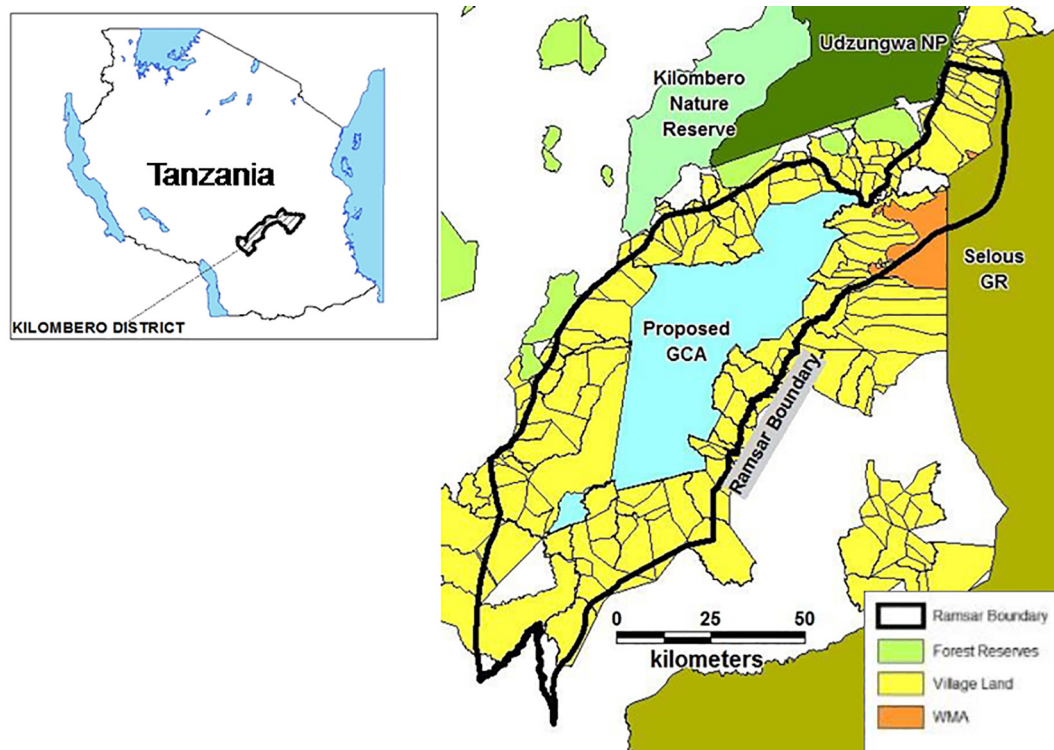 Tanzania
KILOMBERO DISTRICT
Udzungwa NP
Kilombero
Nature
Reserve
Selous
GR
Proposed
GCA
Ramsar Boundary
0 25 50
kilometers
Ramsar Boundary
Forest Reserves
Village Land
WMA